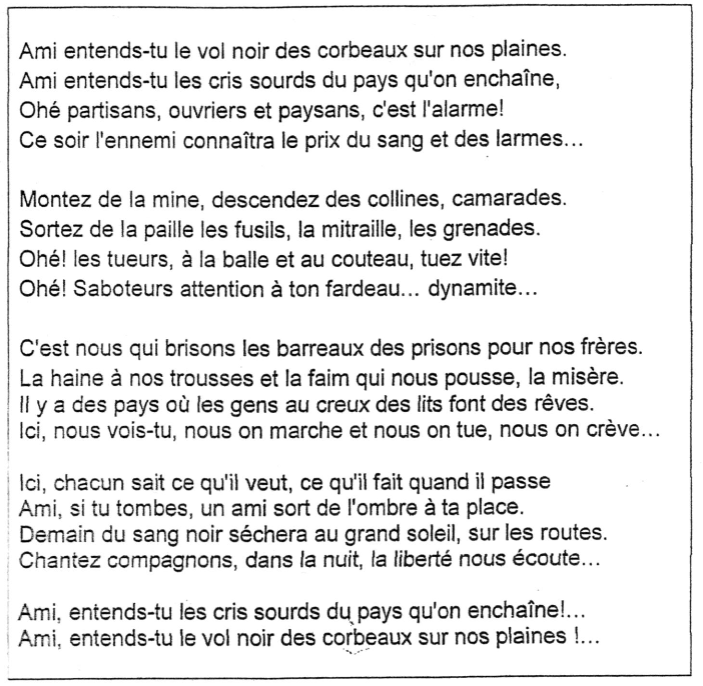 Ami entends-tu le vol noir des corbeaux sur nos plaines.
Ami entends-tu les cris sourds du pays qu'on enchaîne,
Ohé partisans, ouvriers et paysans, c'est l'alarme!
Ce soir l'ennemi connaîtra le prix du sang et des larmes...

Montez de la mine, descendez des collines, camarades.
Sortez de la paille les fusils, la mitraille, les grenades.
Ohé! les tueurs, à la balle et au couteau, tuez vite!
Ohé! Saboteurs attention à ton fardeau... dynamite...

C'est nous qui brisons les barreaux des prisons pour nos frères.
La haine à nos trousses et la faim qui nous pousse, la misère.
Il y a des pays où les gens au creux des lits font des rêves.
Ici, nous vois-tu, nous on marche et nous on tue, nous on crève...

Ici, chacun sait ce qu'il veut, ce qu'il fait quand il passe
Ami, si tu tombes, un ami sort de l'ombre à ta place.
Demain du sang noir séchera au grand soleil, sur les routes.
Chantez compagnons, dans la nuit, la liberté nous écoute...

Ami, entends-tu les cris sourds du pays qu'on enchaîne!...
Ami, entends-tu le vol noir des corbeaux sur nos plaines !...